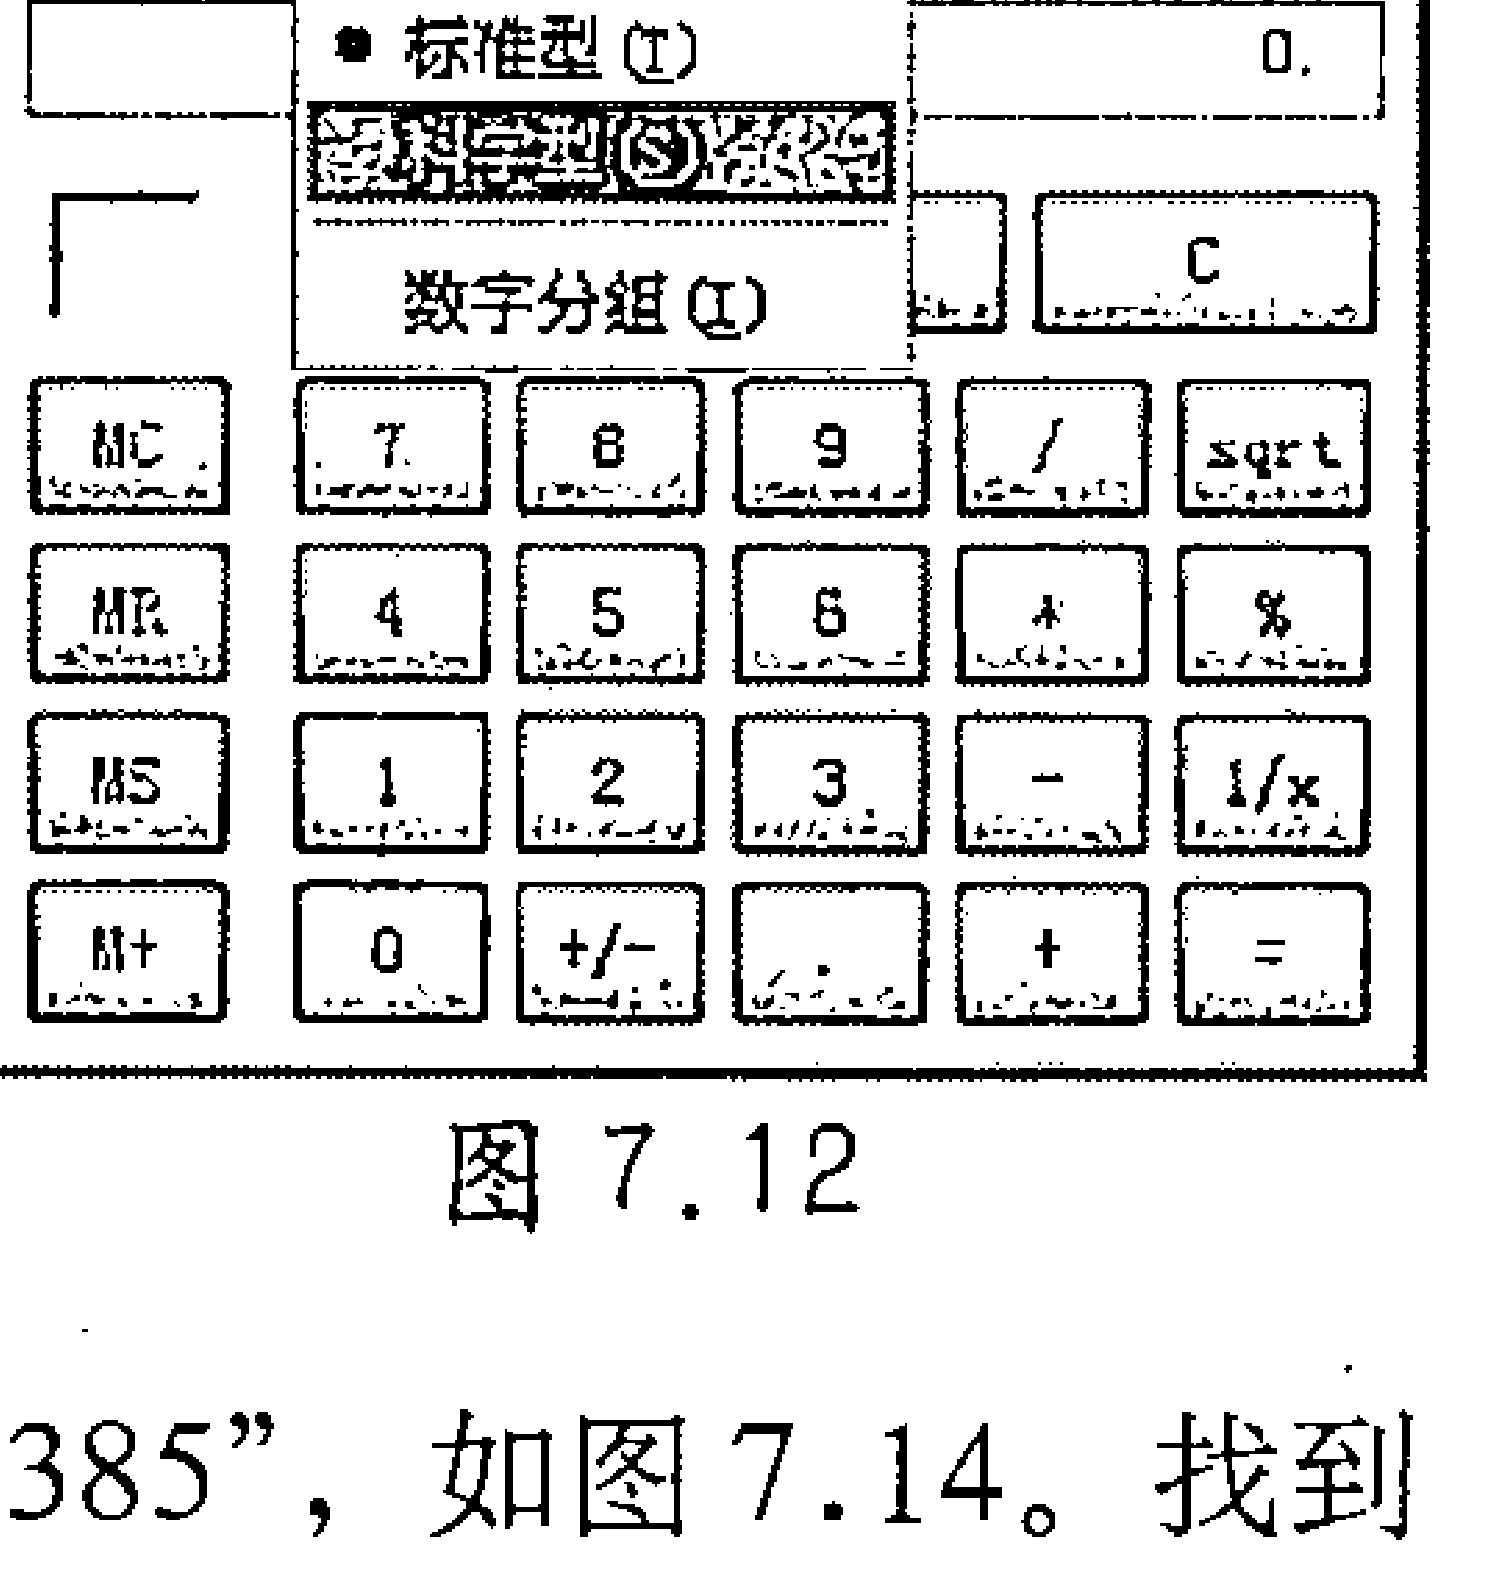 ● 标准型(T) 0.
科学型(S)
数字分组(I) C
MC 7 8 9 / sqrt
MR 4 5 6 * %
MS 1 2 3 - 1/x
M+ 0 +/- . + =
图 7.12
385”，如图 7.14。找到